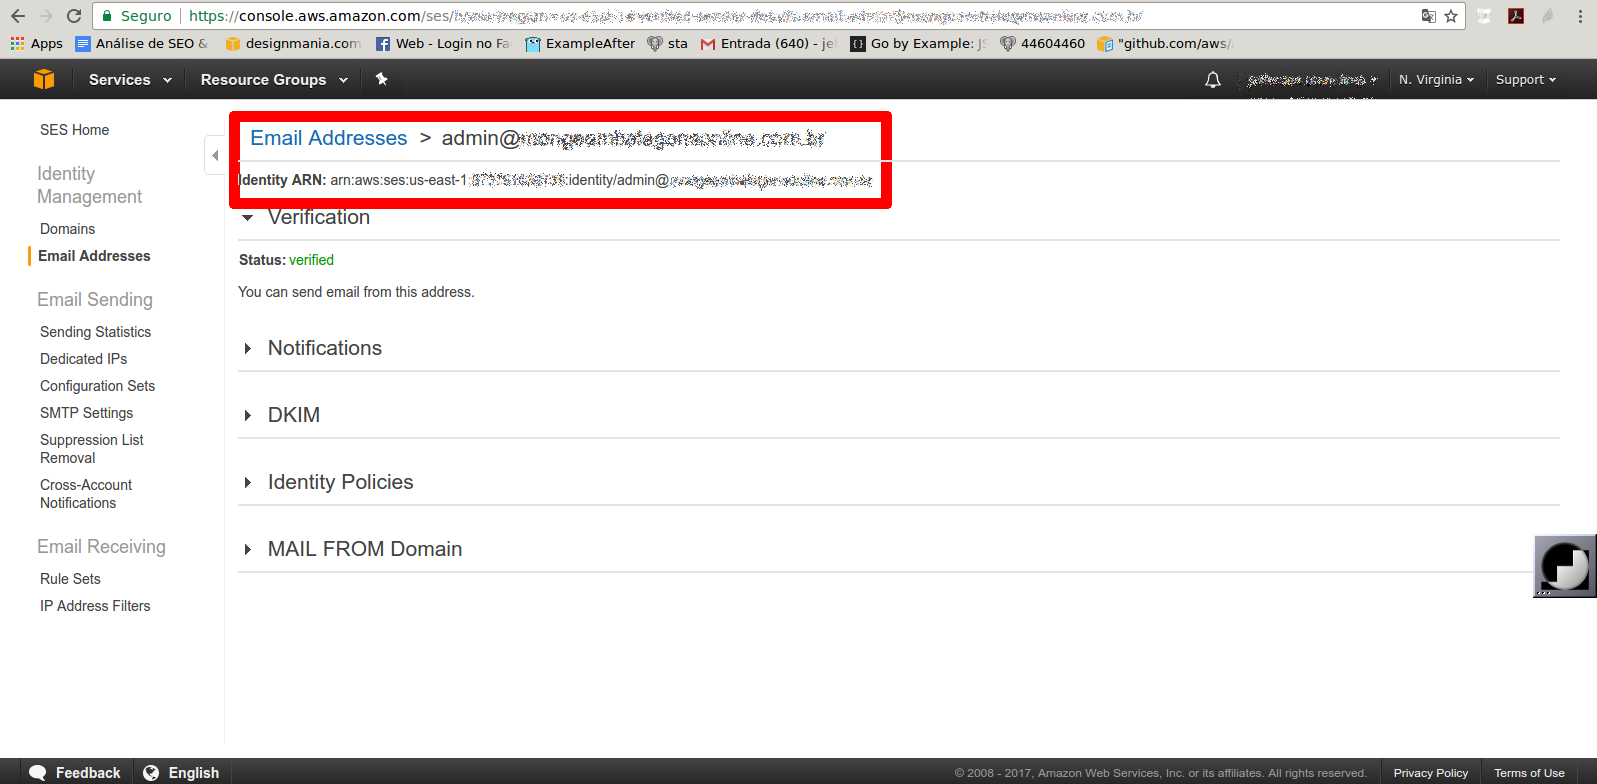 Seguro https://console.aws.amazon.com/ses/
Apps Análise de SEO & designmania.com Web - Login no Fa ExampleAfter sta Entrada (640) - je Go by Example: JS 44604460 "github.com/aws/
Services Resource Groups N. Virginia Support
SES Home
Identity
Management
Domains
Email Addresses
Email Sending
Sending Statistics
Dedicated IPs
Configuration Sets
SMTP Settings
Suppression List
Removal
Cross-Account
Notifications
Email Receiving
Rule Sets
IP Address Filters
Email Addresses > admin@
Identity ARN: arn:aws:ses:us-east-1 :identity/admin@
Verification
Status: verified
You can send email from this address.
Notifications
DKIM
Identity Policies
MAIL FROM Domain
Feedback English © 2008 - 2017, Amazon Web Services, Inc. or its affiliates. All rights reserved. Privacy Policy Terms of Use